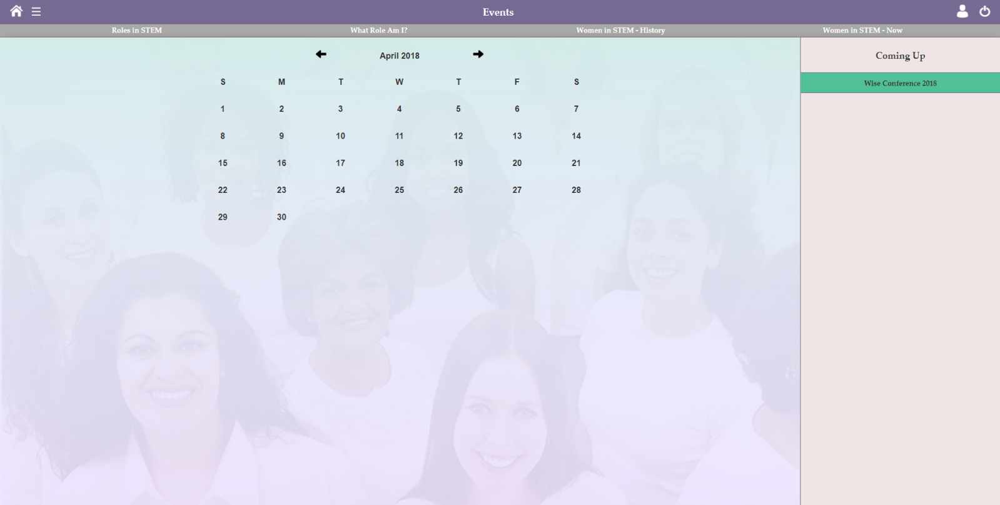 Events
Roles in STEM What Role Am I? Women in STEM - History Women in STEM - Now
April 2018
S M T W T F S
1 2 3 4 5 6 7
8 9 10 11 12 13 14
15 16 17 18 19 20 21
22 23 24 25 26 27 28
29 30
Coming Up
Wise Conference 2018